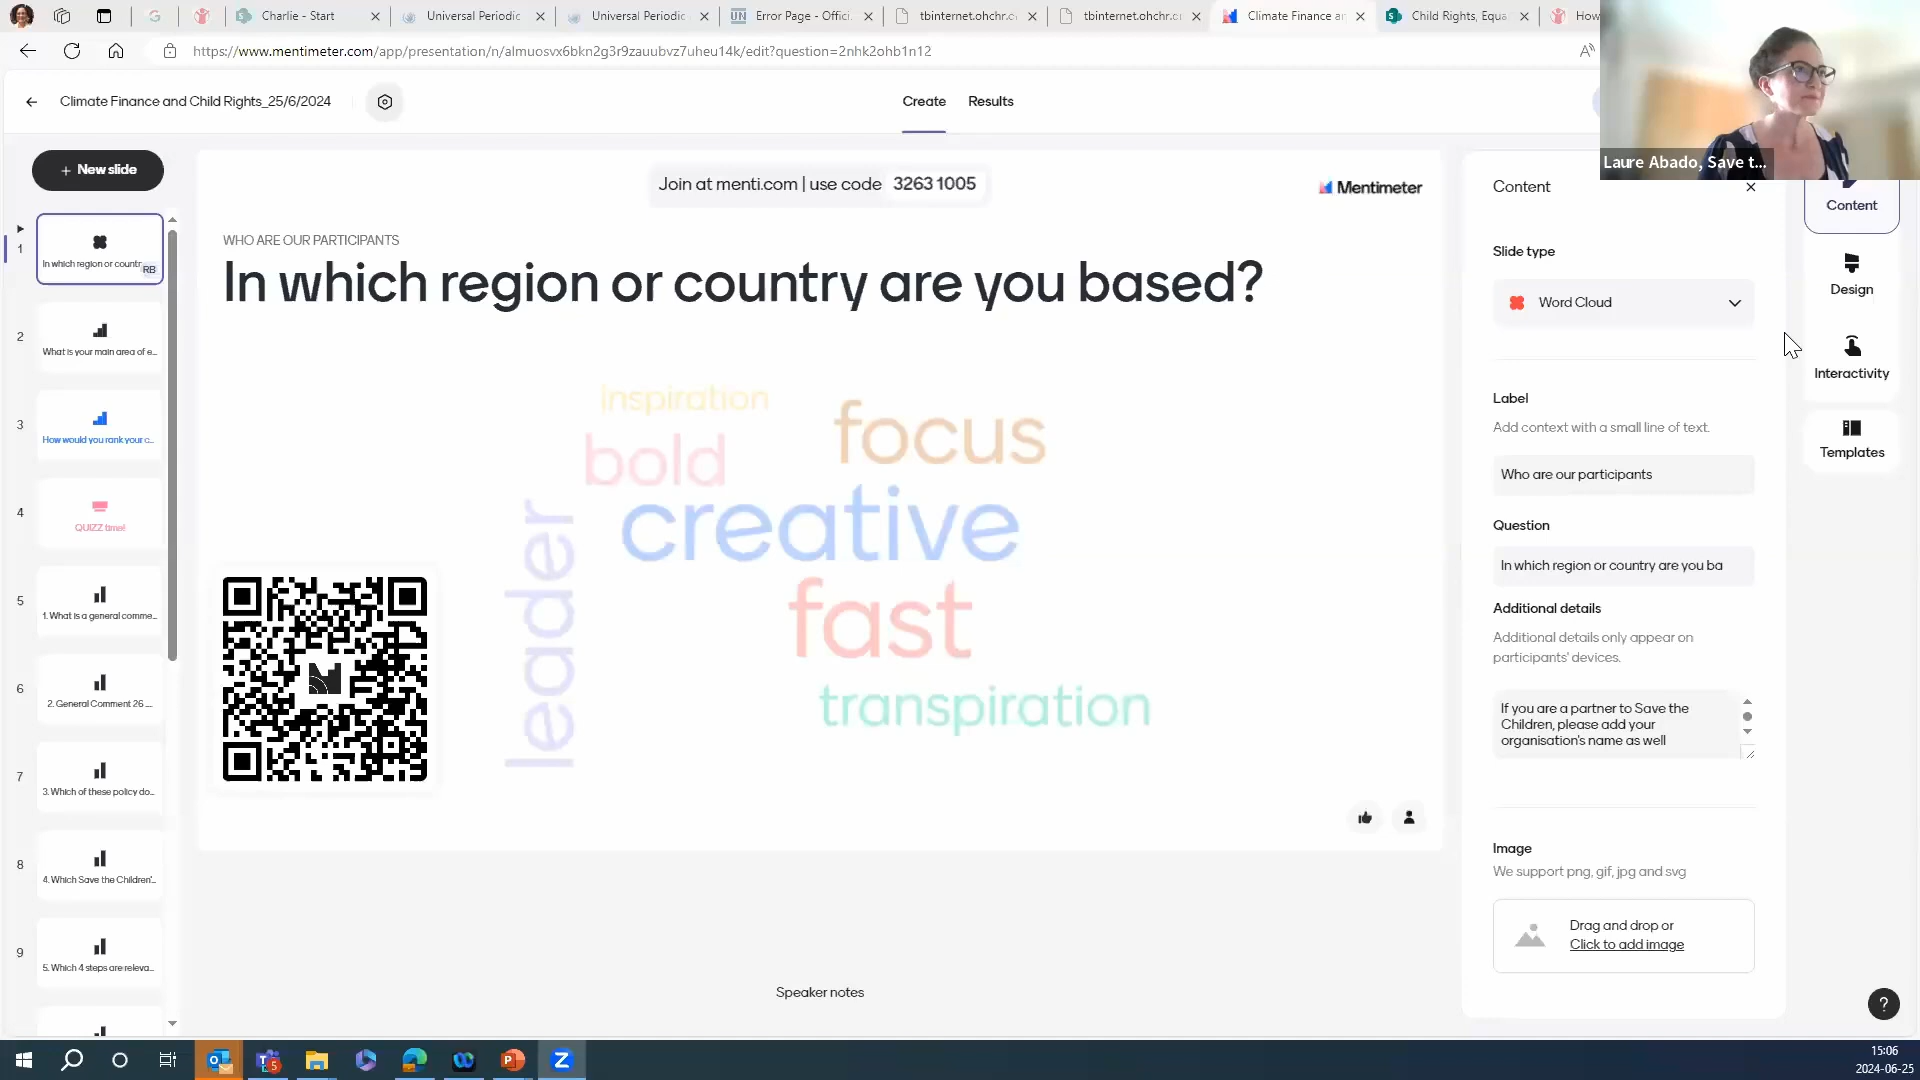 Charlie - Start
Universal Periodic
Universal Periodic
UN Error Page - Offici
tbinternet.ohchr.o
tbinternet.ohchr.o
Climate Finance a
Child Rights, Equa
How
https://www.mentimeter.com/app/presentation/n/almuosvx6bkn2g3r9zauubvz7uheu14k/edit?question=2nhk2ohb1n12
Climate Finance and Child Rights_25/6/2024
Create
Results
Laure Abado, Save t...
+ New slide
1
In which region or countr
RB
2
What is your main area of e...
3
How would you rank your c...
4
QUIZZ time!
5
1. What is a general comme...
6
2. General Comment 26 ....
7
3. Which of these policy do...
8
4. Which Save the Children'...
9
5. Which 4 steps are releva...
Join at menti.com | use code 3263 1005
Mentimeter
WHO ARE OUR PARTICIPANTS
In which region or country are you based?
inspiration
focus
bold
creative
leader
fast
transpiration
Speaker notes
Content
Slide type
Word Cloud
Label
Add context with a small line of text.
Who are our participants
Question
In which region or country are you ba
Additional details
Additional details only appear on
participants' devices.
If you are a partner to Save the
Children, please add your
organisation's name as well
Image
We support png, gif, jpg and svg
Drag and drop or
Click to add image
Content
Design
Interactivity
Templates
?
15:06
2024-06-25